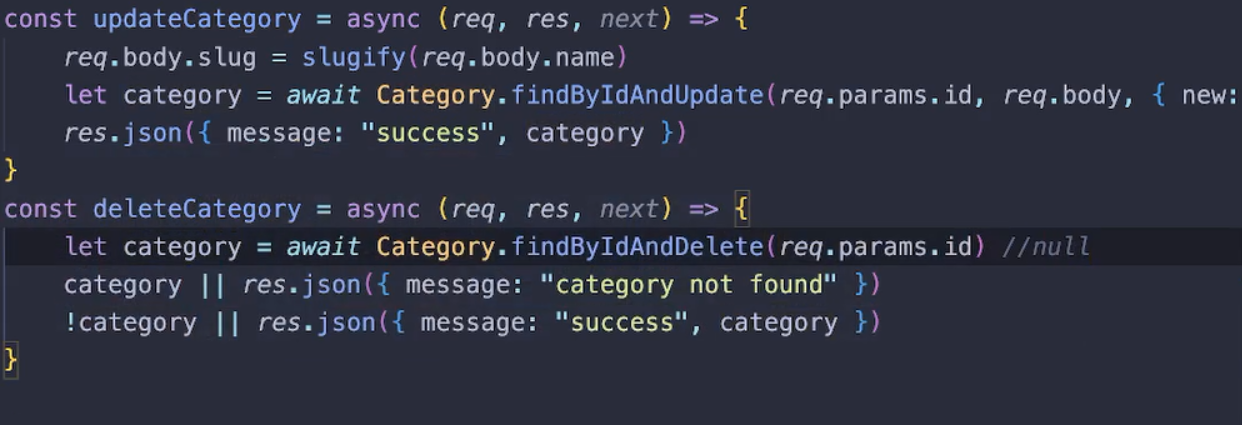 const updateCategory = async (req, res, next) => {
    req.body.slug = slugify(req.body.name)
    let category = await Category.findByIdAndUpdate(req.params.id, req.body, { new:
    res.json({ message: "success", category })
}
const deleteCategory = async (req, res, next) => {
    let category = await Category.findByIdAndDelete(req.params.id) //null
    category || res.json({ message: "category not found" })
    !category || res.json({ message: "success", category })
}